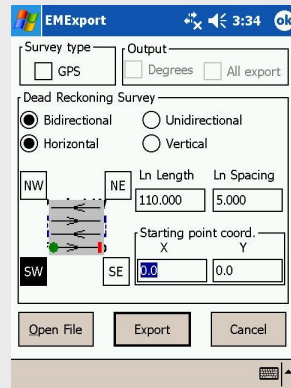 EMExport 3:34 ok
Survey type
GPS
Output
Degrees All export
Dead Reckoning Survey
Bidirectional Unidirectional
Horizontal Vertical
NW NE
Ln Length Ln Spacing
110.000 5.000
Starting point coord.
X Y
SW SE
0.0 0.0
Open File Export Cancel